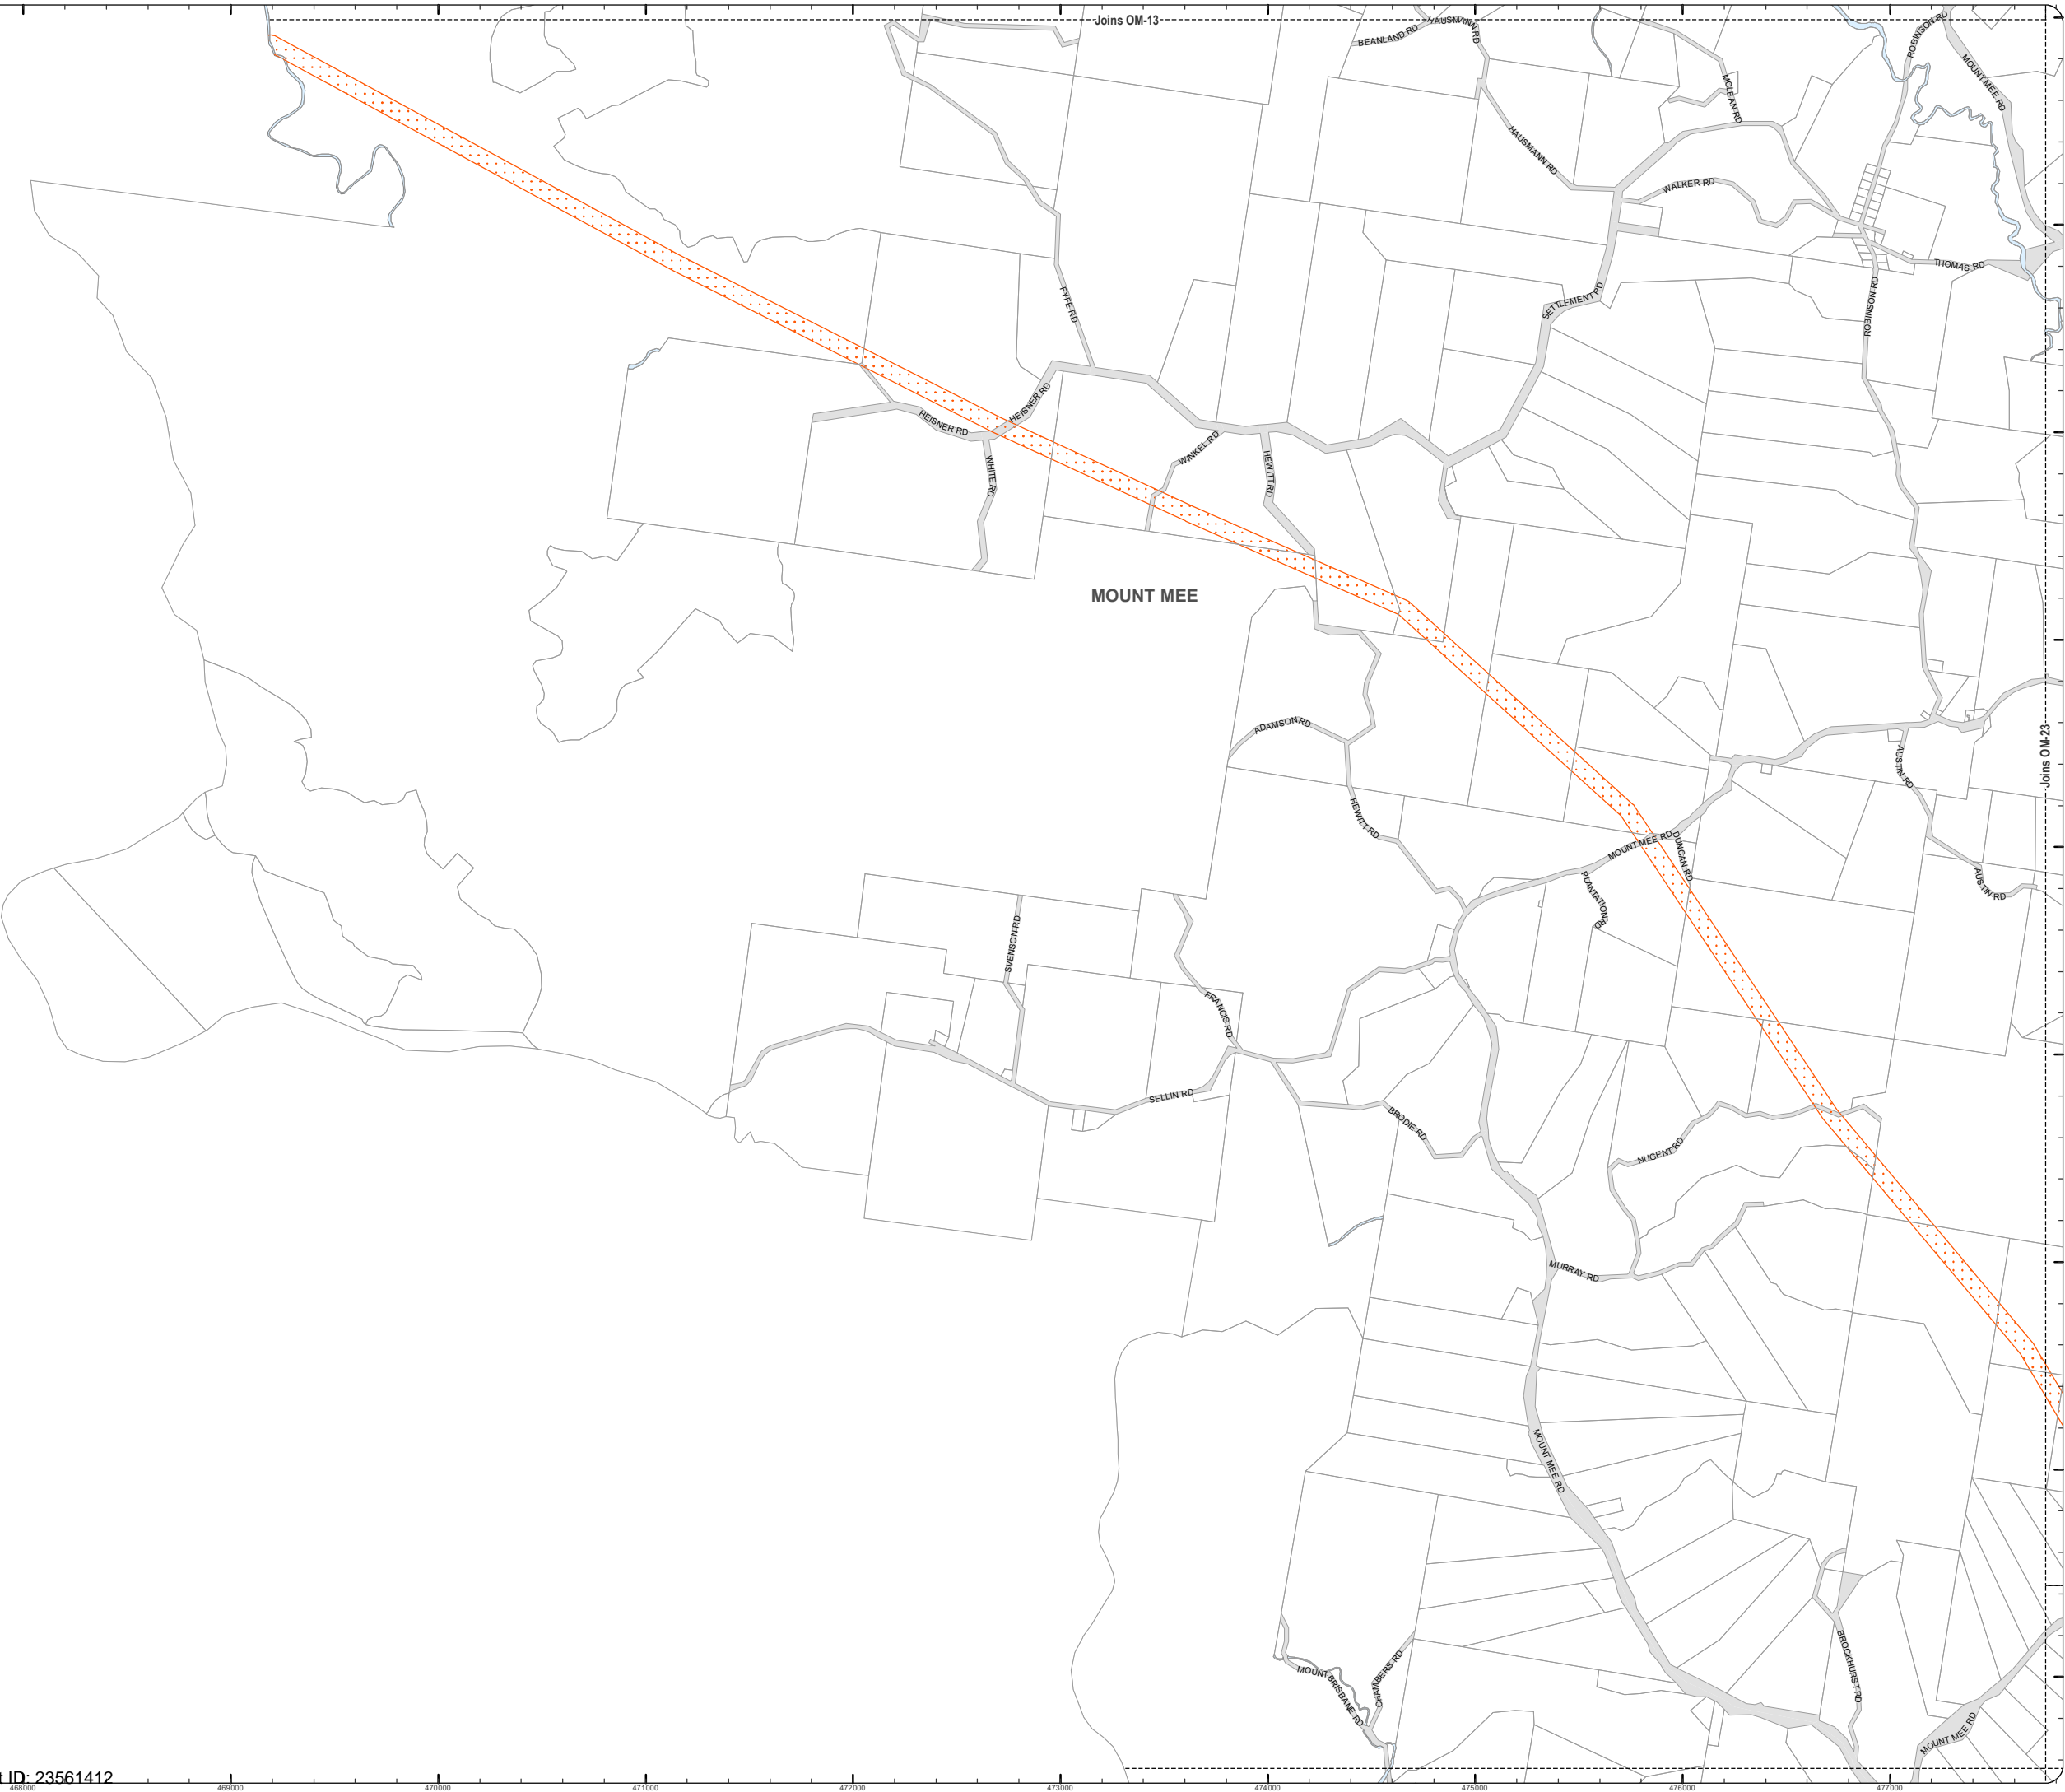 Joins OM-13
BEANLAND RD
HAUSMANN RD
ROBINSON RD
MOUNT MEE RD
MCLEAN RD
HAUSMANN RD
WALKER RD
THOMAS RD
FYFE RD
SETTLEMENT RD
ROBINSON RD
HEISNER RD
HEISNER RD
WINKEL RD
WHITE RD
HEWITT RD
MOUNT MEE
ADAMSON RD
Joins OM-23
AUSTIN RD
HEWITT RD
MOUNT MEE RD
DUNCAN RD
PLANTATION RD
AUSTIN RD
SVENSON RD
FRANCIS RD
SELLIN RD
BRODIE RD
NUGENT RD
MURRAY RD
MOUNT MEE RD
BROCKHURST RD
CHAMBERS RD
MOUNT BRISBANE RD
MOUNT MEE RD
t ID: 23561412
468000 469000 470000 471000 472000 473000 474000 475000 476000 477000